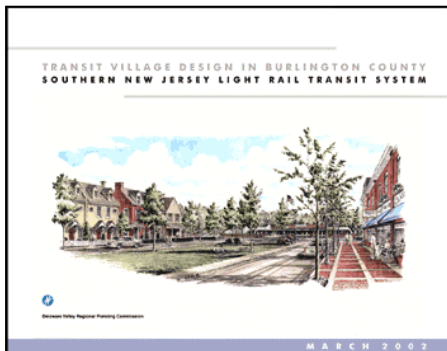 TRANSIT VILLAGE DESIGN IN BURLINGTON COUNTY
SOUTHERN NEW JERSEY LIGHT RAIL TRANSIT SYSTEM
Delaware Valley Regional Planning Commission
MARCH 2002